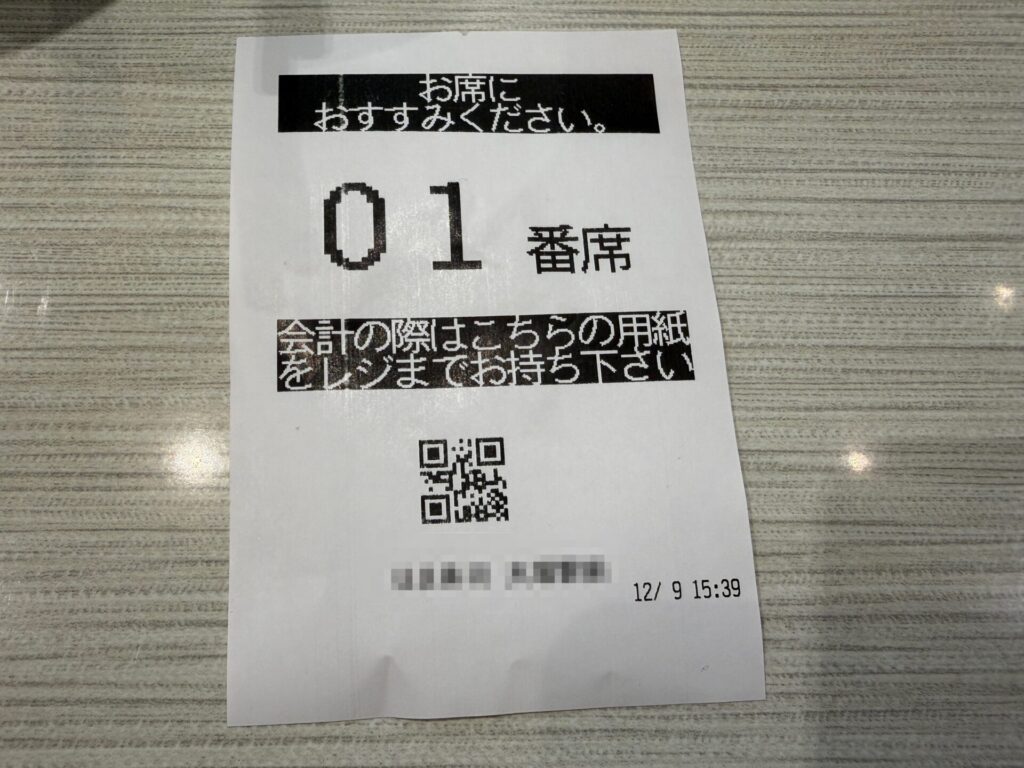 お席に
おすすみください。
01 番席
会計の際はこちらの用紙
をレジまでお持ち下さい
12/ 9 15:39